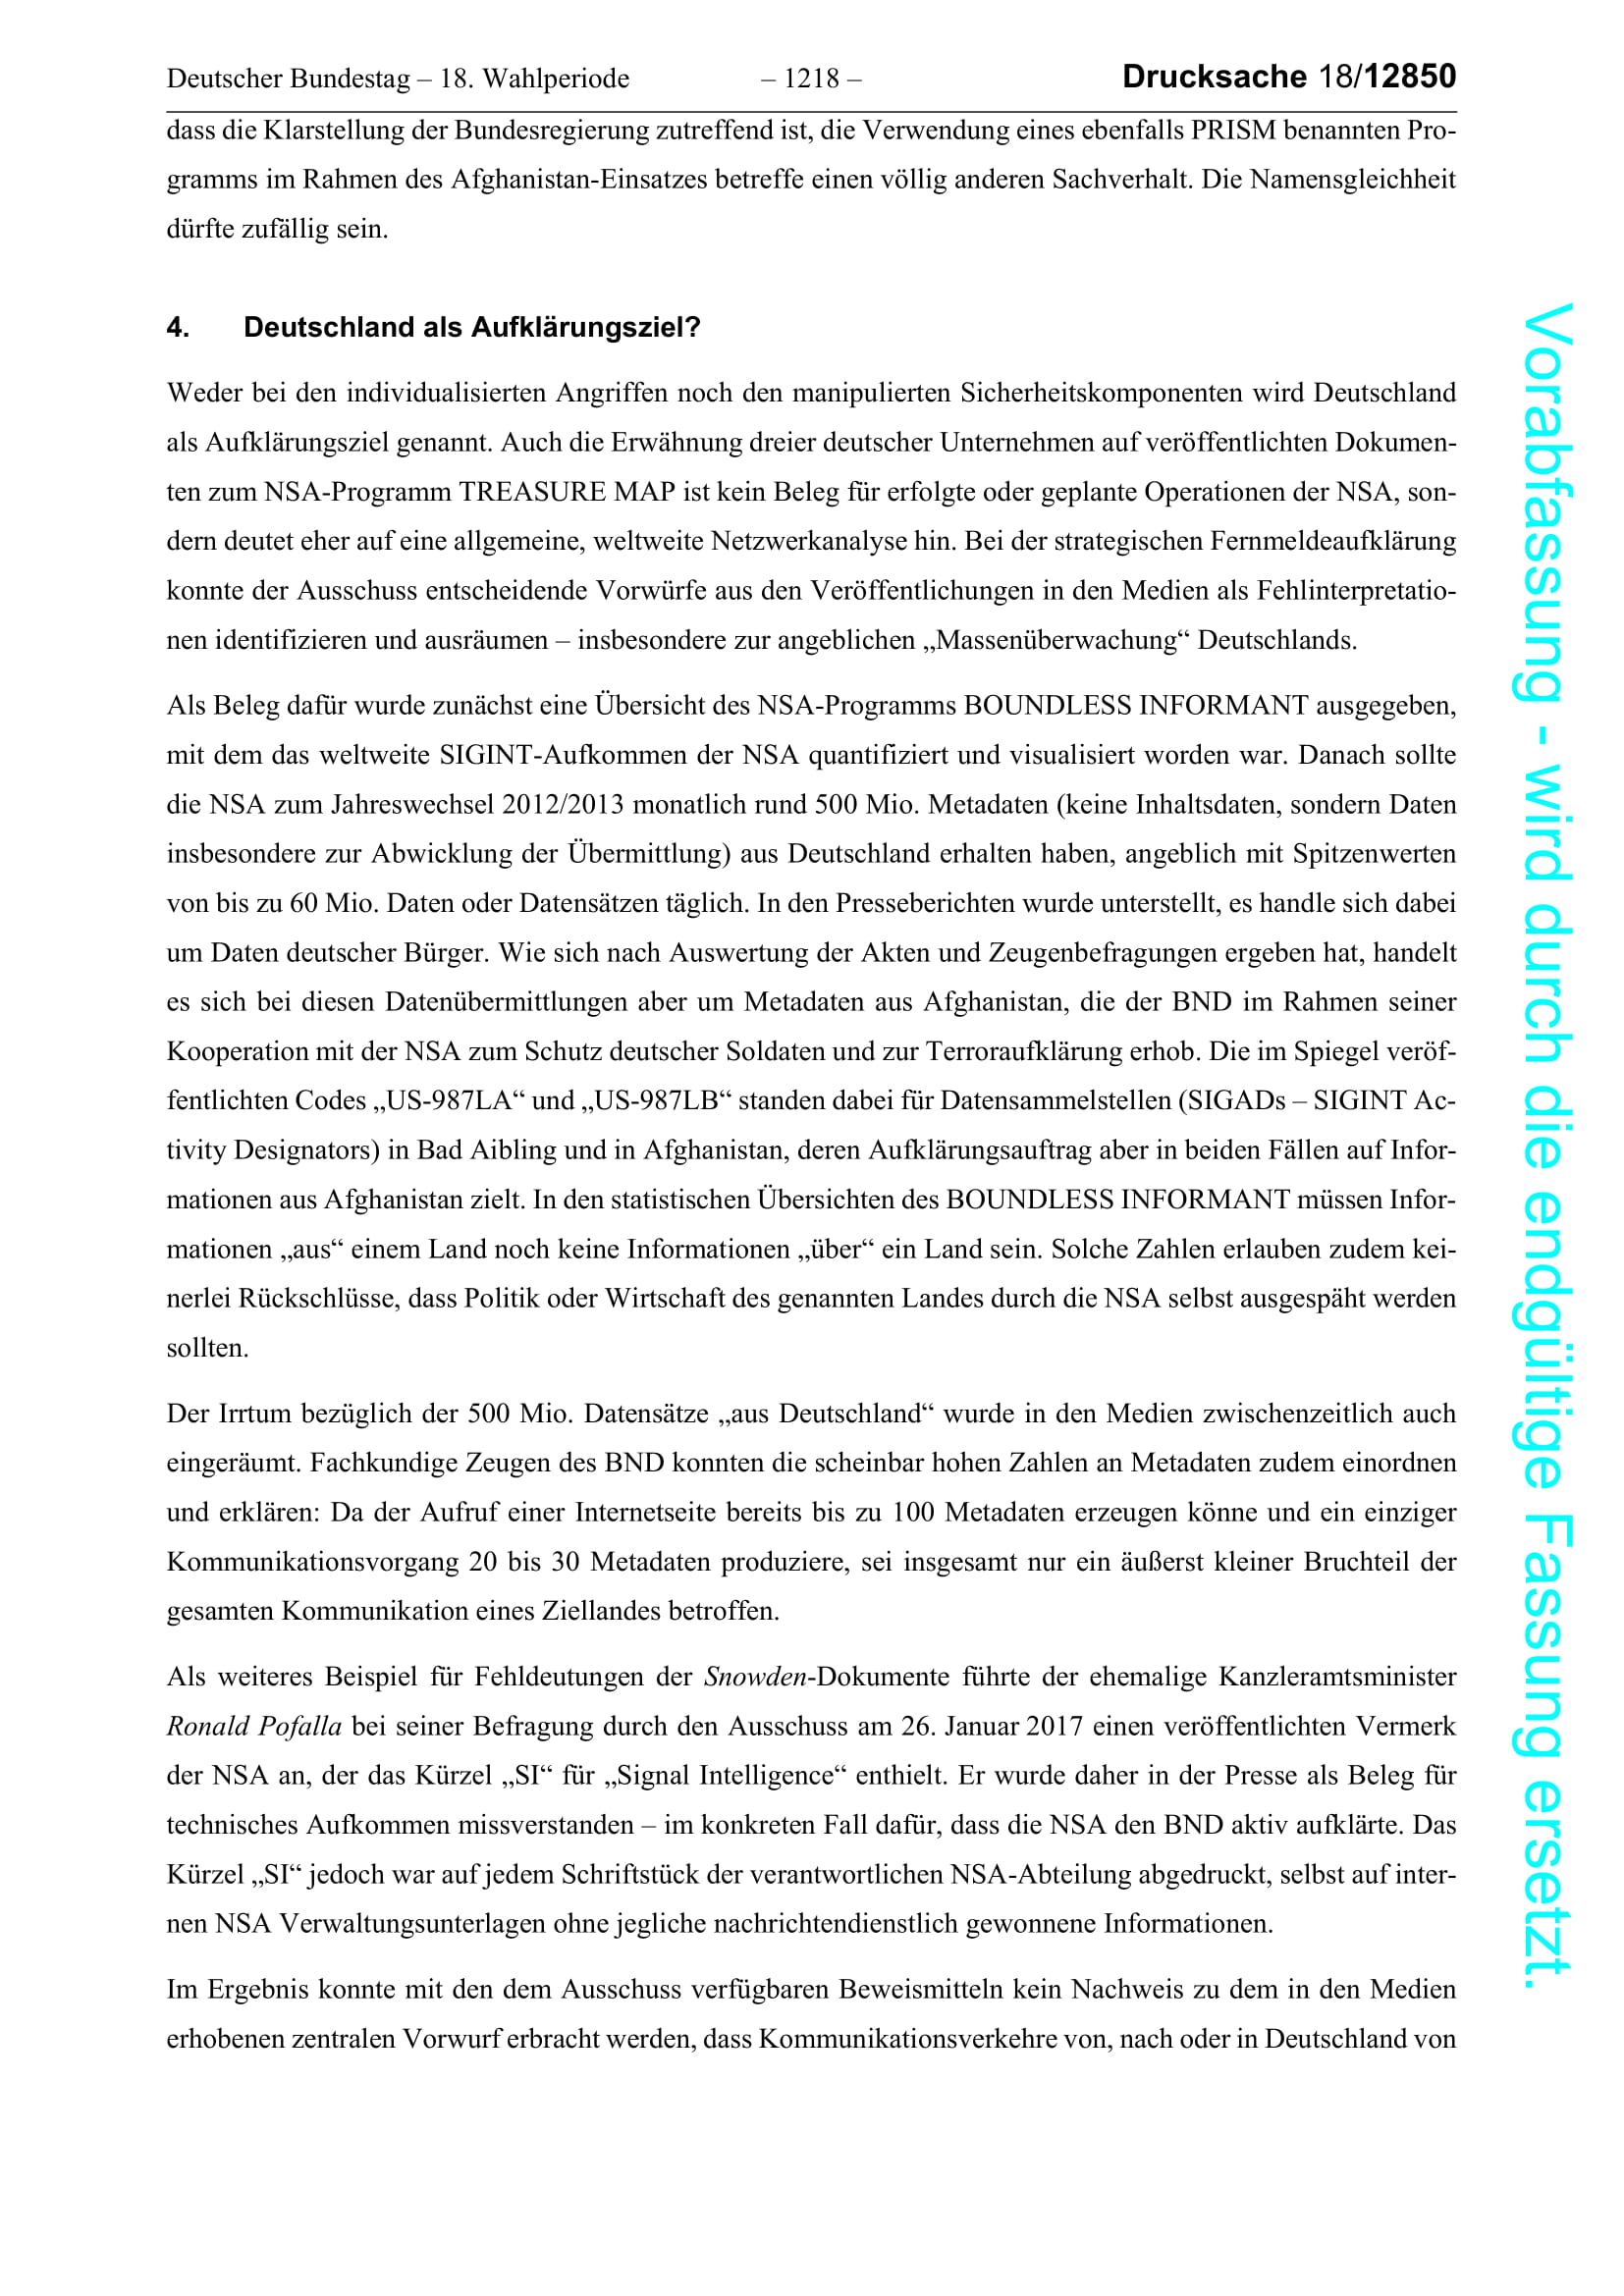 Deutscher Bundestag – 18. Wahlperiode – 1218 – Drucksache 18/12850
dass die Klarstellung der Bundesregierung zutreffend ist, die Verwendung eines ebenfalls PRISM benannten Pro-
gramms im Rahmen des Afghanistan-Einsatzes betreffe einen völlig anderen Sachverhalt. Die Namensgleichheit
dürfte zufällig sein.
4. Deutschland als Aufklärungsziel?
Weder bei den individualisierten Angriffen noch den manipulierten Sicherheitskomponenten wird Deutschland
als Aufklärungsziel genannt. Auch die Erwähnung dreier deutscher Unternehmen auf veröffentlichten Dokumen-
ten zum NSA-Programm TREASURE MAP ist kein Beleg für erfolgte oder geplante Operationen der NSA, son-
dern deutet eher auf eine allgemeine, weltweite Netzwerkanalyse hin. Bei der strategischen Fernmeldeaufklärung
konnte der Ausschuss entscheidende Vorwürfe aus den Veröffentlichungen in den Medien als Fehlinterpretatio-
nen identifizieren und ausräumen – insbesondere zur angeblichen „Massenüberwachung“ Deutschlands.
Als Beleg dafür wurde zunächst eine Übersicht des NSA-Programms BOUNDLESS INFORMANT ausgegeben,
mit dem das weltweite SIGINT-Aufkommen der NSA quantifiziert und visualisiert worden war. Danach sollte
die NSA zum Jahreswechsel 2012/2013 monatlich rund 500 Mio. Metadaten (keine Inhaltsdaten, sondern Daten
insbesondere zur Abwicklung der Übermittlung) aus Deutschland erhalten haben, angeblich mit Spitzenwerten
von bis zu 60 Mio. Daten oder Datensätzen täglich. In den Presseberichten wurde unterstellt, es handle sich dabei
um Daten deutscher Bürger. Wie sich nach Auswertung der Akten und Zeugenbefragungen ergeben hat, handelt
es sich bei diesen Datenübermittlungen aber um Metadaten aus Afghanistan, die der BND im Rahmen seiner
Kooperation mit der NSA zum Schutz deutscher Soldaten und zur Terroraufklärung erhob. Die im Spiegel veröf-
fentlichten Codes „US-987LA“ und „US-987LB“ standen dabei für Datensammelstellen (SIGADs – SIGINT Ac-
tivity Designators) in Bad Aibling und in Afghanistan, deren Aufklärungsauftrag aber in beiden Fällen auf Infor-
mationen aus Afghanistan zielt. In den statistischen Übersichten des BOUNDLESS INFORMANT müssen Infor-
mationen „aus“ einem Land noch keine Informationen „über“ ein Land sein. Solche Zahlen erlauben zudem kei-
nerlei Rückschlüsse, dass Politik oder Wirtschaft des genannten Landes durch die NSA selbst ausgespäht werden
sollten.
Der Irrtum bezüglich der 500 Mio. Datensätze „aus Deutschland“ wurde in den Medien zwischenzeitlich auch
eingeräumt. Fachkundige Zeugen des BND konnten die scheinbar hohen Zahlen an Metadaten zudem einordnen
und erklären: Da der Aufruf einer Internetseite bereits bis zu 100 Metadaten erzeugen könne und ein einziger
Kommunikationsvorgang 20 bis 30 Metadaten produziere, sei insgesamt nur ein äußerst kleiner Bruchteil der
gesamten Kommunikation eines Ziellandes betroffen.
Als weiteres Beispiel für Fehldeutungen der Snowden-Dokumente führte der ehemalige Kanzleramtsminister
Ronald Pofalla bei seiner Befragung durch den Ausschuss am 26. Januar 2017 einen veröffentlichten Vermerk
der NSA an, der das Kürzel „SI“ für „Signal Intelligence“ enthielt. Er wurde daher in der Presse als Beleg für
technisches Aufkommen missverstanden – im konkreten Fall dafür, dass die NSA den BND aktiv aufklärte. Das
Kürzel „SI“ jedoch war auf jedem Schriftstück der verantwortlichen NSA-Abteilung abgedruckt, selbst auf inter-
nen NSA Verwaltungsunterlagen ohne jegliche nachrichtendienstlich gewonnene Informationen.
Im Ergebnis konnte mit den dem Ausschuss verfügbaren Beweismitteln kein Nachweis zu dem in den Medien
erhobenen zentralen Vorwurf erbracht werden, dass Kommunikationsverkehre von, nach oder in Deutschland von
Vorabfassung - wird durch die endgültige Fassung ersetzt.